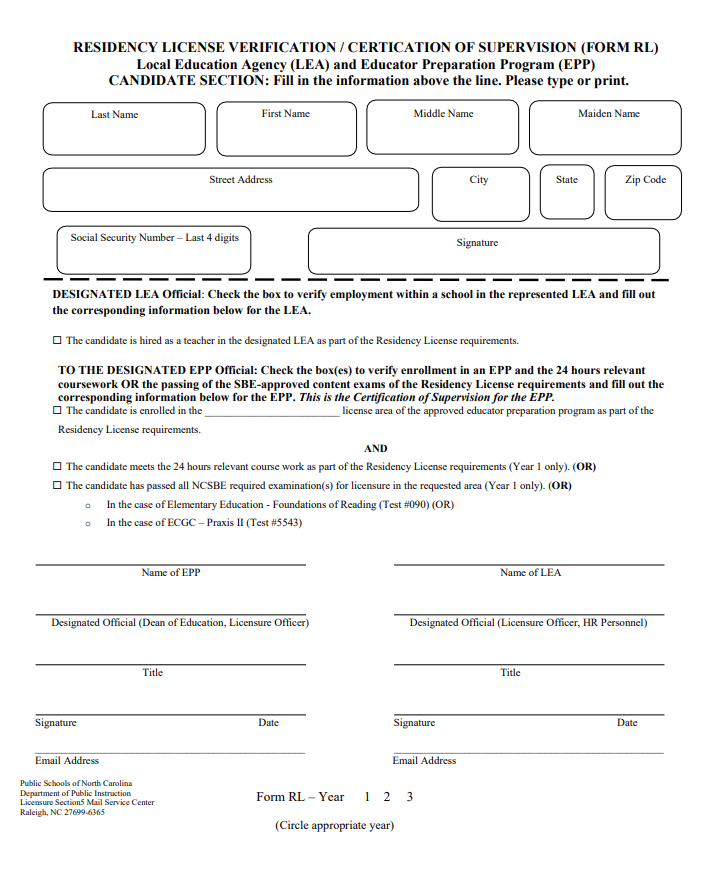 RESIDENCY LICENSE VERIFICATION / CERTICATION OF SUPERVISION (FORM RL)
Local Education Agency (LEA) and Educator Preparation Program (EPP)
CANDIDATE SECTION: Fill in the information above the line. Please type or print.
Last Name First Name Middle Name Maiden Name
Street Address City State Zip Code
Social Security Number – Last 4 digits Signature
DESIGNATED LEA Official: Check the box to verify employment within a school in the represented LEA and fill out
the corresponding information below for the LEA.
☐ The candidate is hired as a teacher in the designated LEA as part of the Residency License requirements.
TO THE DESIGNATED EPP Official: Check the box(es) to verify enrollment in an EPP and the 24 hours relevant
coursework OR the passing of the SBE-approved content exams of the Residency License requirements and fill out the
corresponding information below for the EPP. This is the Certification of Supervision for the EPP.
☐ The candidate is enrolled in the _________________________ license area of the approved educator preparation program as part of the
Residency License requirements.
AND
☐ The candidate meets the 24 hours relevant course work as part of the Residency License requirements (Year 1 only). (OR)
☐ The candidate has passed all NCSBE required examination(s) for licensure in the requested area (Year 1 only). (OR)
o In the case of Elementary Education - Foundations of Reading (Test #090) (OR)
o In the case of ECGC – Praxis II (Test #5543)
Name of EPP Name of LEA
Designated Official (Dean of Education, Licensure Officer) Designated Official (Licensure Officer, HR Personnel)
Title Title
Signature Date Signature Date
Email Address Email Address
Public Schools of North Carolina
Department of Public Instruction
Licensure Section5 Mail Service Center
Raleigh, NC 27699-6365
Form RL – Year 1 2 3
(Circle appropriate year)